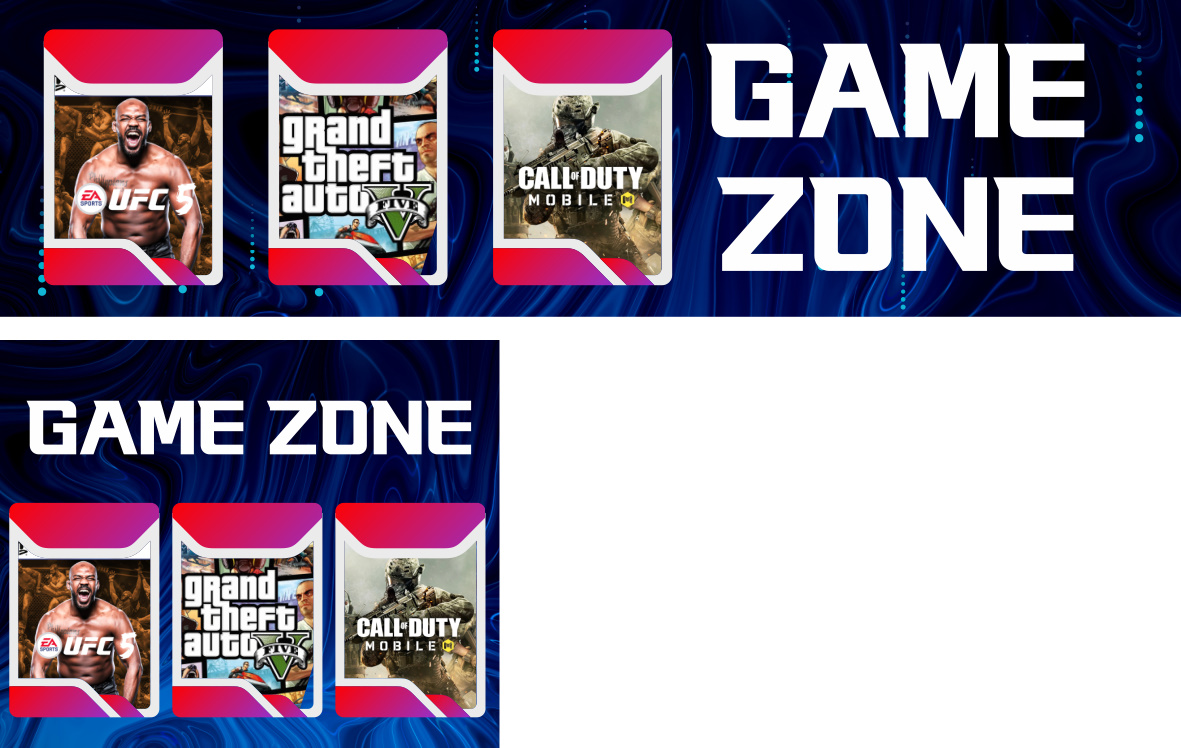 GAME
ZONE
EA
SPORTS
UFC 5
grand
theft
auto
V
FIVE
CALL OF DUTY
MOBILE
GAME ZONE
EA
SPORTS
UFC 5
grand
theft
auto
V
FIVE
CALL OF DUTY
MOBILE